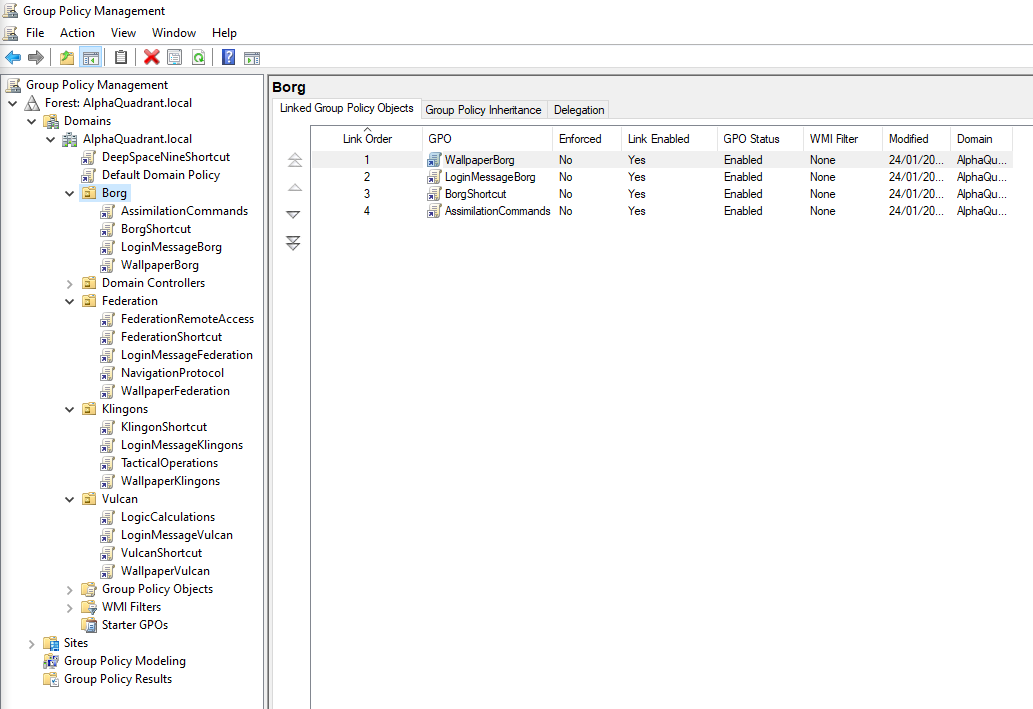 Group Policy Management
File Action View Window Help
Group Policy Management
Forest: AlphaQuadrant.local
Domains
AlphaQuadrant.local
DeepSpaceNineShortcut
Default Domain Policy
Borg
AssimilationCommands
BorgShortcut
LoginMessageBorg
WallpaperBorg
Domain Controllers
Federation
FederationRemoteAccess
FederationShortcut
LoginMessageFederation
NavigationProtocol
WallpaperFederation
Klingons
KlingonShortcut
LoginMessageKlingons
TacticalOperations
WallpaperKlingons
Vulcan
LogicCalculations
LoginMessageVulcan
VulcanShortcut
WallpaperVulcan
Group Policy Objects
WMI Filters
Starter GPOs
Sites
Group Policy Modeling
Group Policy Results
Borg
Linked Group Policy Objects Group Policy Inheritance Delegation
Link Order GPO Enforced Link Enabled GPO Status WMI Filter Modified Domain
1 WallpaperBorg No Yes Enabled None 24/01/20... AlphaQu...
2 LoginMessageBorg No Yes Enabled None 24/01/20... AlphaQu...
3 BorgShortcut No Yes Enabled None 24/01/20... AlphaQu...
4 AssimilationCommands No Yes Enabled None 24/01/20... AlphaQu...